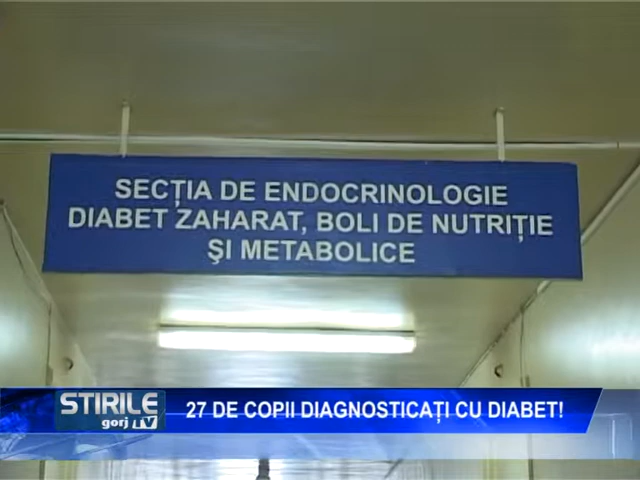 SECȚIA DE ENDOCRINOLOGIE
DIABET ZAHARAT, BOLI DE NUTRIȚIE
ŞI METABOLICE
STIRILE
gorj TV
27 DE COPII DIAGNOSTICAȚI CU DIABET!